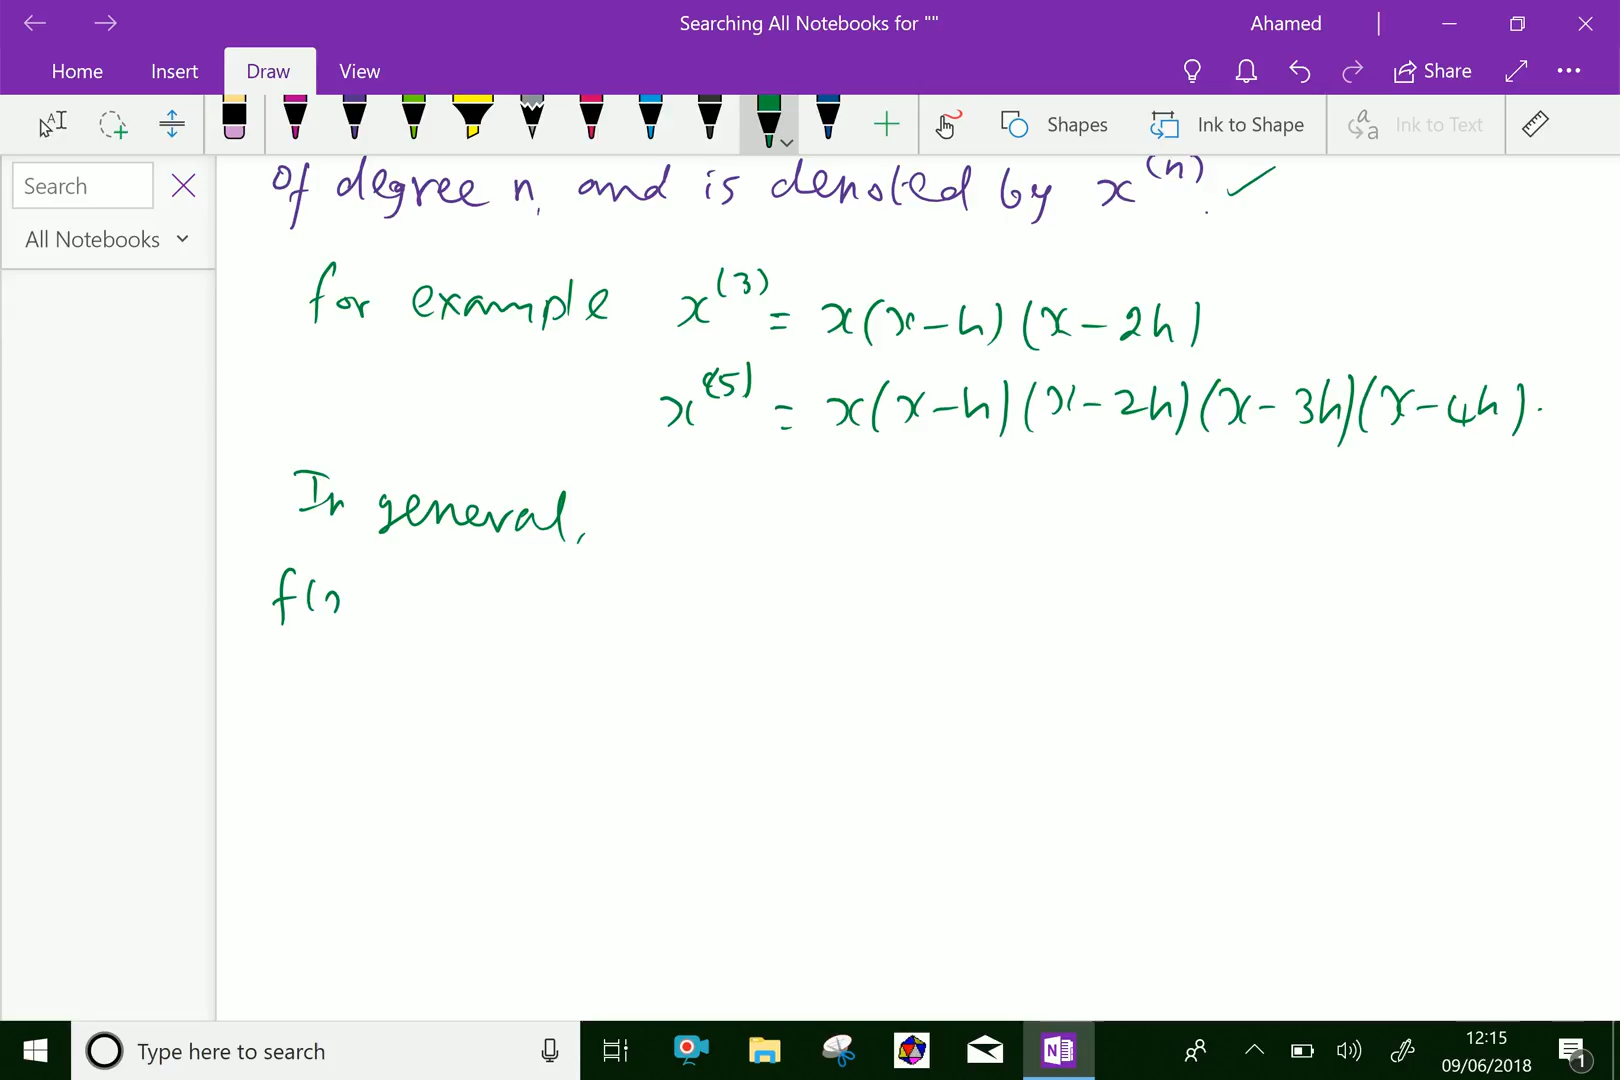 Searching All Notebooks for ""
Ahamed
Home Insert Draw View
Share
Shapes
Ink to Shape
Ink to Text
Search
All Notebooks
of degree n, and is denoted by x^(n).
for example x^(3) = x(x-h)(x-2h)
x^(5) = x(x-h)(x-2h)(x-3h)(x-4h).
In general,
f(
Type here to search
12:15
09/06/2018
1